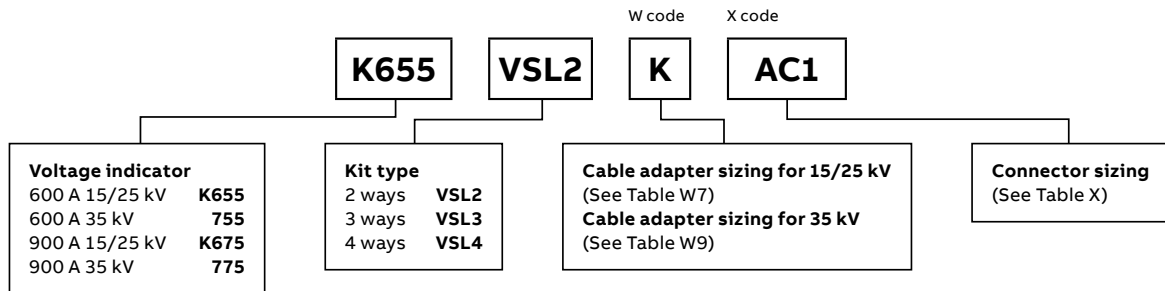 W code X code
K655 VSL2 K AC1
Voltage indicator
600 A 15/25 kV K655
600 A 35 kV 755
900 A 15/25 kV K675
900 A 35 kV 775
Kit type
2 ways VSL2
3 ways VSL3
4 ways VSL4
Cable adapter sizing for 15/25 kV
(See Table W7)
Cable adapter sizing for 35 kV
(See Table W9)
Connector sizing
(See Table X)